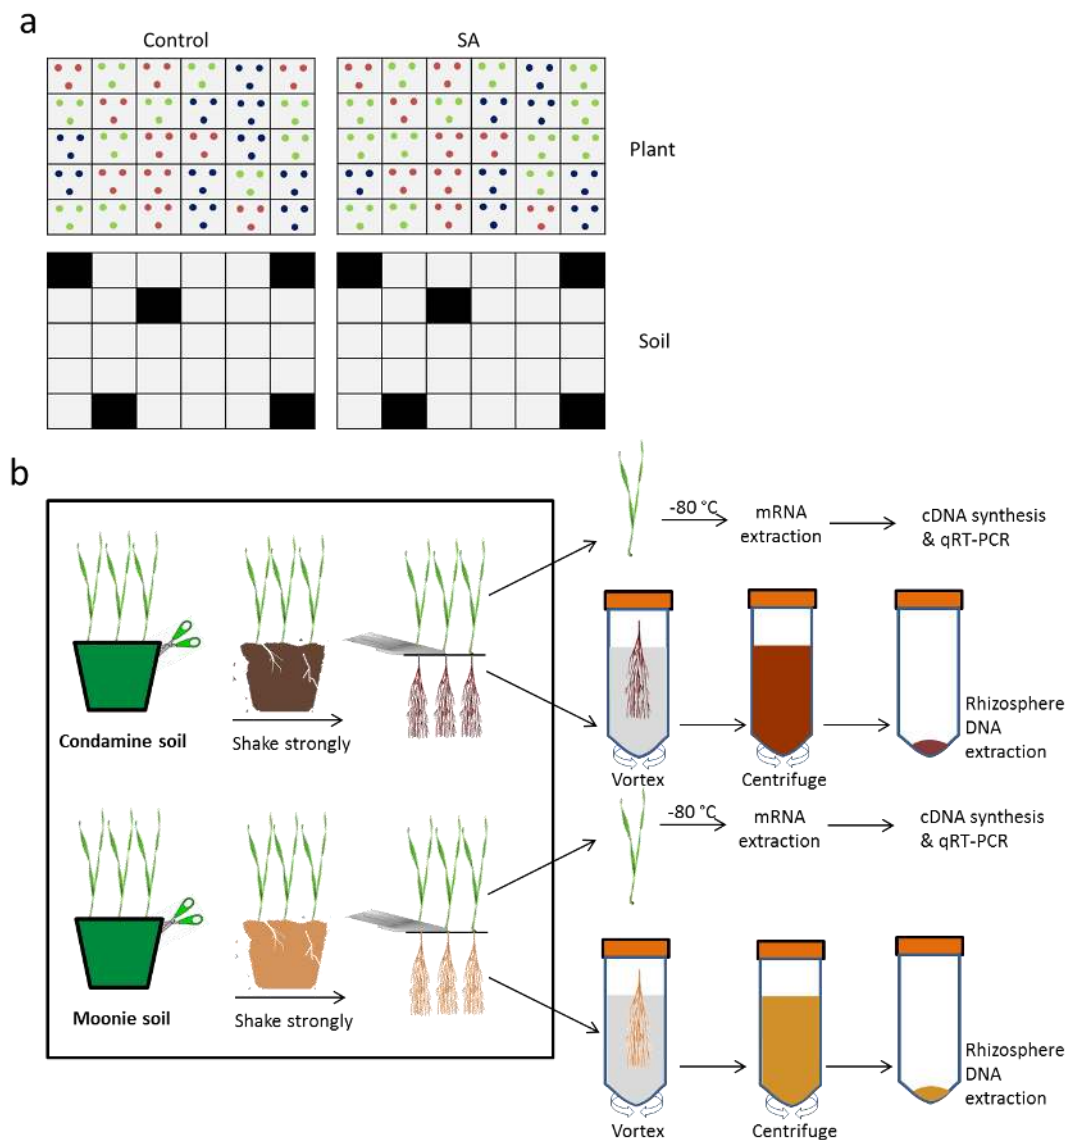 a
Control
SA
Plant
Soil
b
-80 °C
mRNA
extraction
cDNA synthesis
& qRT-PCR
Condamine soil
Shake strongly
Vortex
Centrifuge
Rhizosphere
DNA
extraction
-80 °C
mRNA
extraction
cDNA synthesis
& qRT-PCR
Moonie soil
Shake strongly
Vortex
Centrifuge
Rhizosphere
DNA
extraction